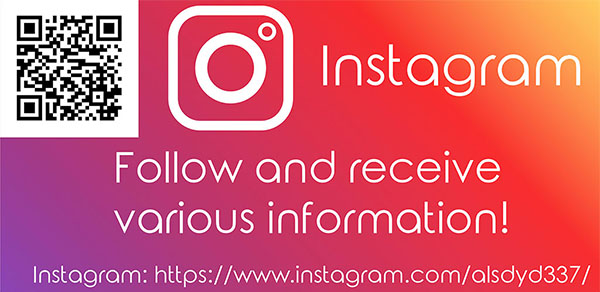 Instagram
Follow and receive
various information!
Instagram: https://www.instagram.com/alsdyd337/